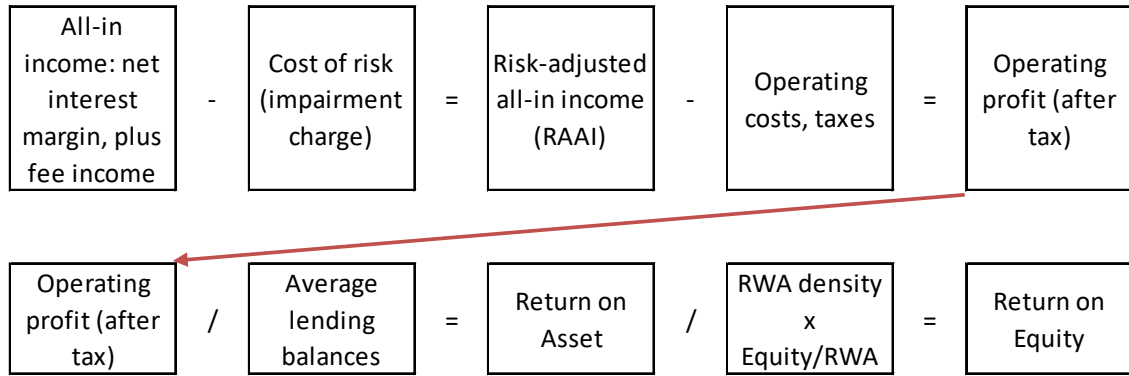 All-in
income: net
interest
margin, plus
fee income
-
Cost of risk
(impairment
charge)
=
Risk-adjusted
all-in income
(RAAI)
-
Operating
costs, taxes
=
Operating
profit (after
tax)
Operating
profit (after
tax)
/
Average
lending
balances
=
Return on
Asset
/
RWA density
x
Equity/RWA
=
Return on
Equity